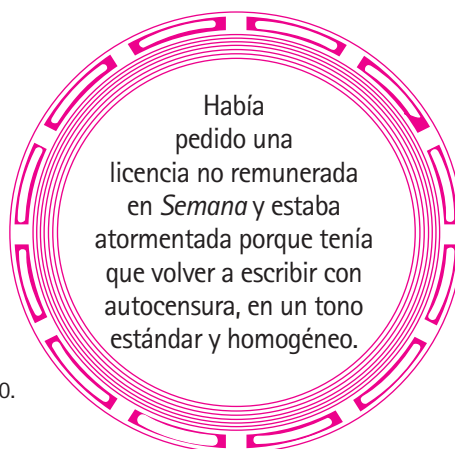 Había
pedido una
licencia no remunerada
en Semana y estaba
atormentada porque tenía
que volver a escribir con
autocensura, en un tono
estándar y homogéneo.
0.